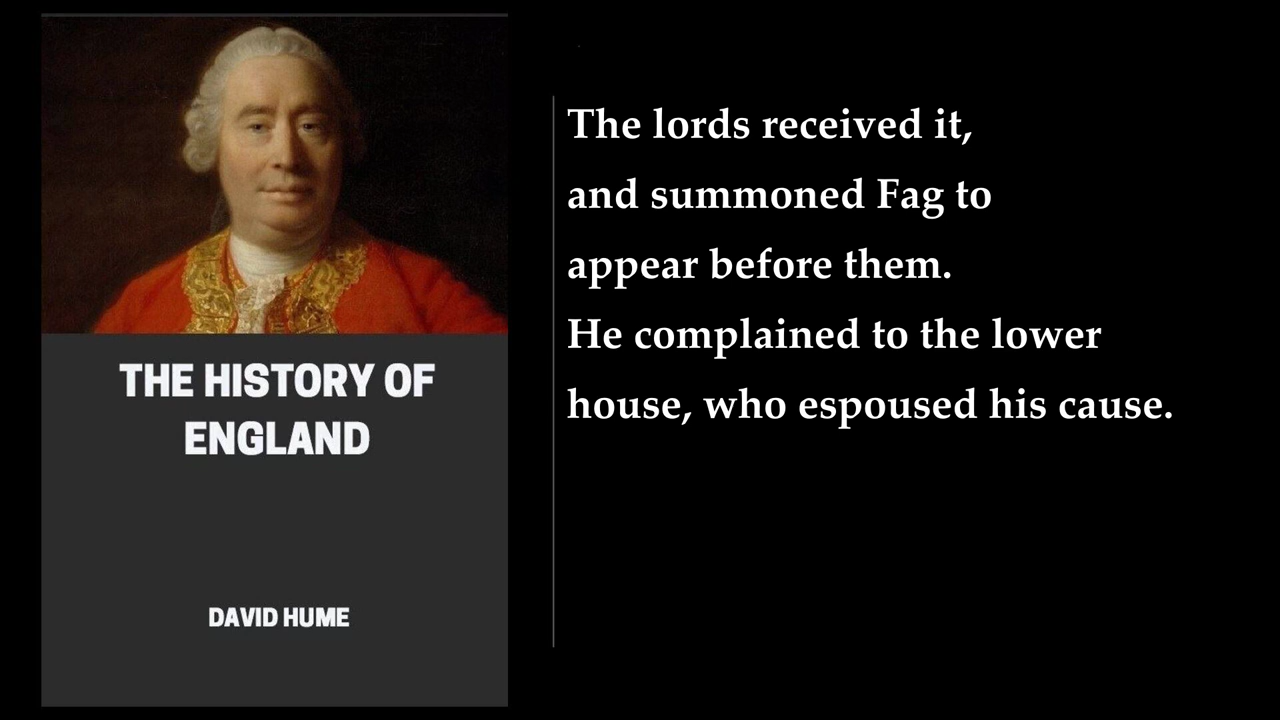 THE HISTORY OF
ENGLAND
DAVID HUME
The lords received it,
and summoned Fag to
appear before them.
He complained to the lower
house, who espoused his cause.